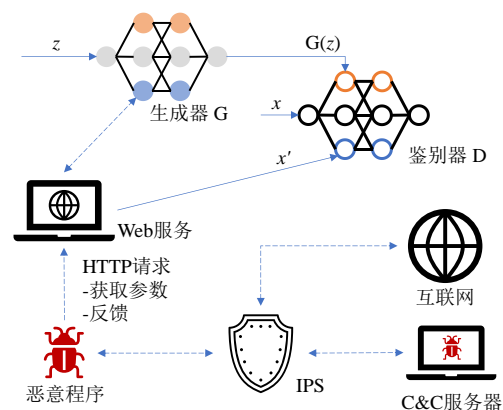 z
G(z)
生成器 G
x
鉴别器 D
x′
Web服务
HTTP请求
-获取参数
-反馈
互联网
恶意程序
IPS
C&C服务器